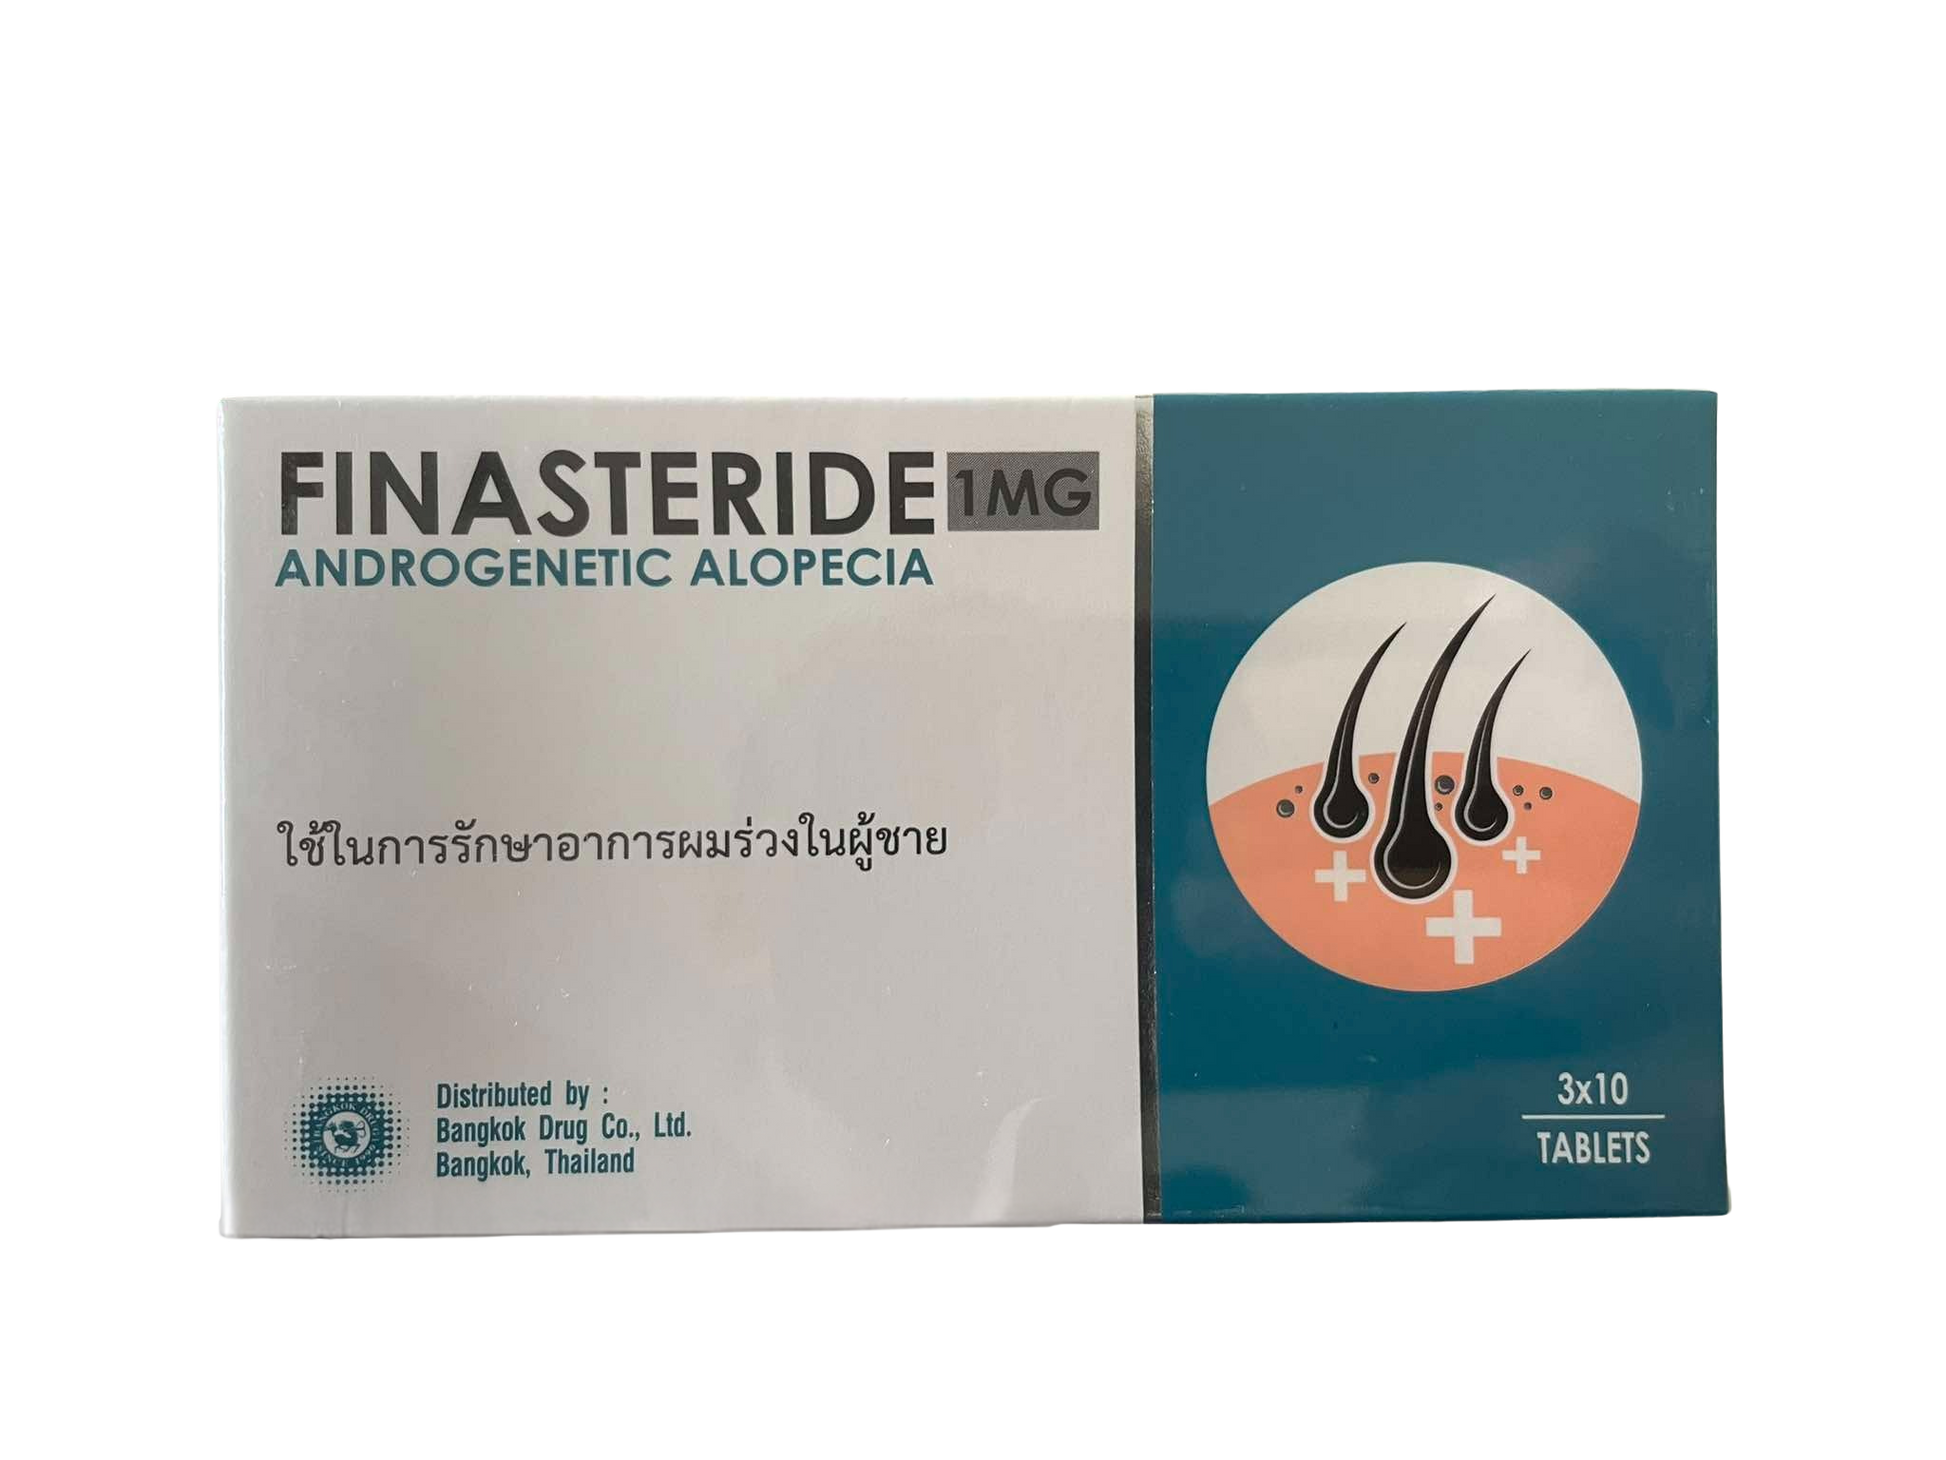 FINASTERIDE 1MG
ANDROGENETIC ALOPECIA
ใช้ในการรักษาอาการผมร่วงในผู้ชาย
Distributed by :
Bangkok Drug Co., Ltd.
Bangkok, Thailand
3x10
TABLETS